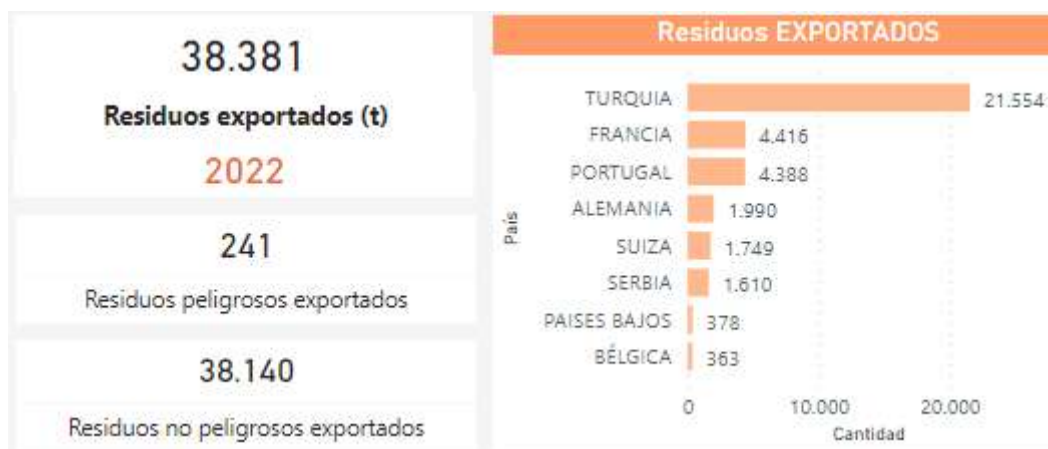 38.381
Residuos exportados (t)
2022
241
Residuos peligrosos exportados
38.140
Residuos no peligrosos exportados
Residuos EXPORTADOS
País
TURQUIA 21.554
FRANCIA 4.416
PORTUGAL 4.388
ALEMANIA 1.990
SUIZA 1.749
SERBIA 1.610
PAISES BAJOS 378
BÉLGICA 363
0 10.000 20.000
Cantidad